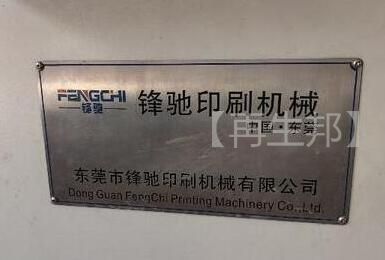 FENGCHI
锋驰
锋驰印刷机械
中国·东莞
【再生邦】
东莞市锋驰印刷机械有限公司
Dong Guan FengChi Printing Machinery Co.,Ltd.